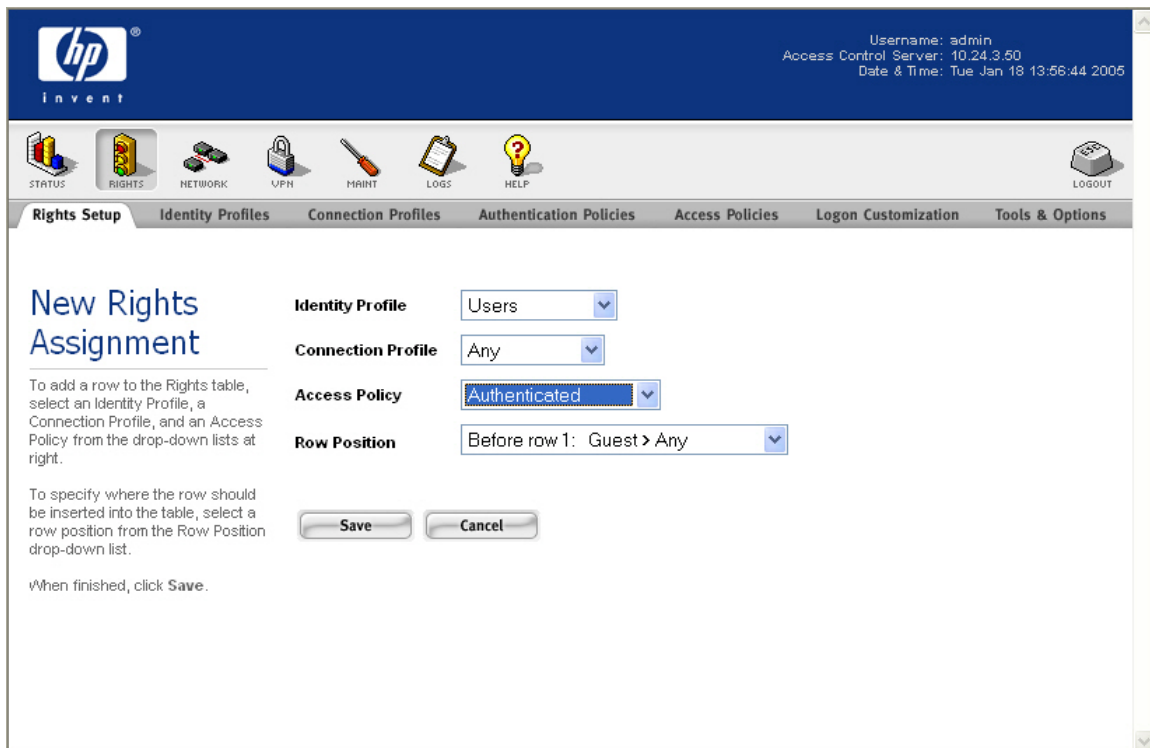 hp
®
invent
Username: admin
Access Control Server: 10.24.3.50
Date & Time: Tue Jan 18 13:56:44 2005
STATUS
RIGHTS
NETWORK
VPN
MAINT
LOGS
HELP
LOGOUT
Rights Setup
Identity Profiles
Connection Profiles
Authentication Policies
Access Policies
Logon Customization
Tools & Options
New Rights
Assignment
To add a row to the Rights table,
select an Identity Profile, a
Connection Profile, and an Access
Policy from the drop-down lists at
right.
To specify where the row should
be inserted into the table, select a
row position from the Row Position
drop-down list.
When finished, click Save.
Identity Profile Users
Connection Profile Any
Access Policy Authenticated
Row Position Before row 1: Guest > Any
Save
Cancel